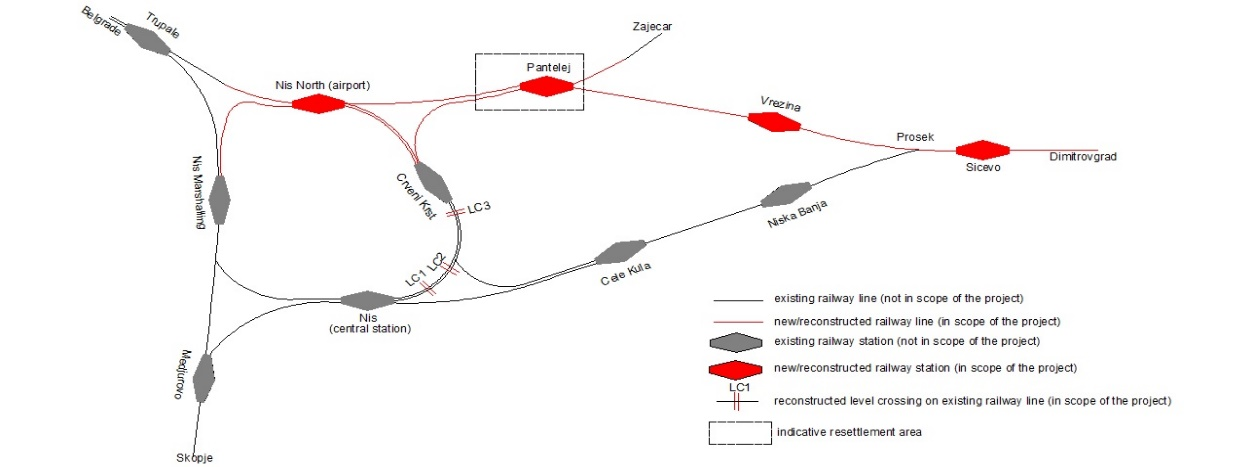 Belgrade
Trupale
Zajecar
Pantelej
Nis North (airport)
Vrezina
Prosek
Dimitrovgrad
Sicevo
Nis Marshalling
Crveni Krst
LC3
Niska Banja
LC2
LC1
Cele Kula
Nis
(central station)
Medjurovo
Skopje
existing railway line (not in scope of the project)
new/reconstructed railway line (in scope of the project)
existing railway station (not in scope of the project)
new/reconstructed railway station (in scope of the project)
LC1
reconstructed level crossing on existing railway line (in scope of the project)
indicative resettlement area